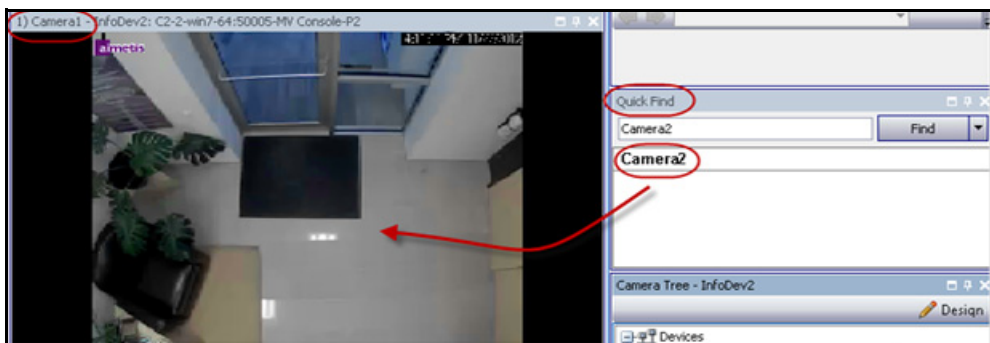 1) Camera1 - InfoDev2: C2-2-win7-64:50005-MV Console-P2
aimetis
Quick Find
Camera2
Find
Camera2
Camera Tree - InfoDev2
Design
Devices